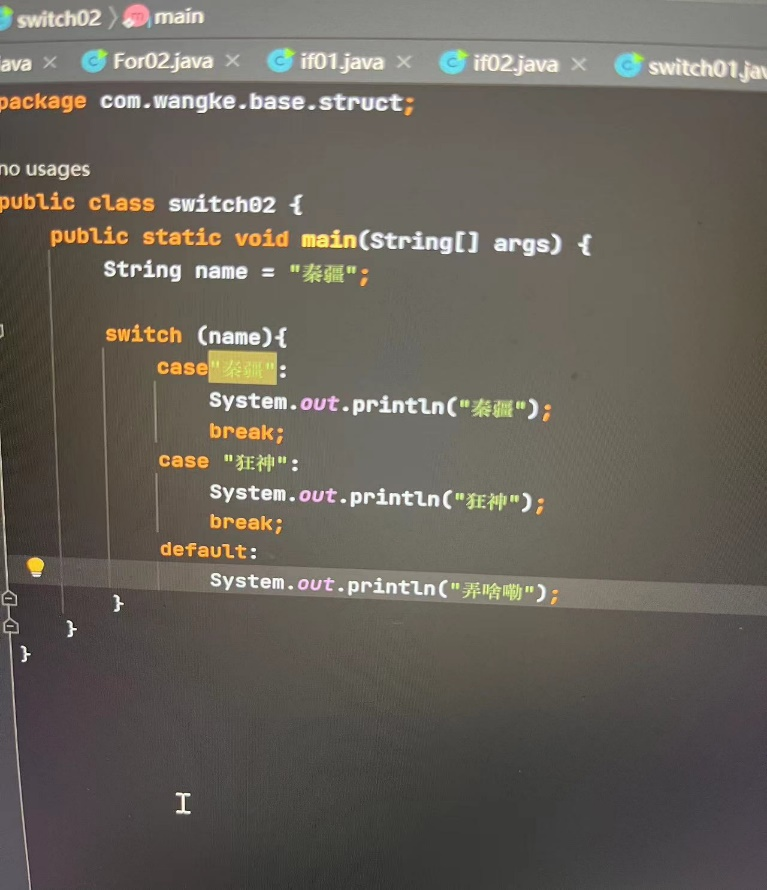 switch02 〉 main
ava × For02.java × if01.java × if02.java × switch01.jav
package com.wangke.base.struct;
no usages
public class switch02 {
public static void main(String[] args) {
String name = "秦疆";
switch (name){
case"秦疆":
System.out.println("秦疆");
break;
case "狂神":
System.out.println("狂神");
break;
default:
System.out.println("弄啥嘞");
}
}
}